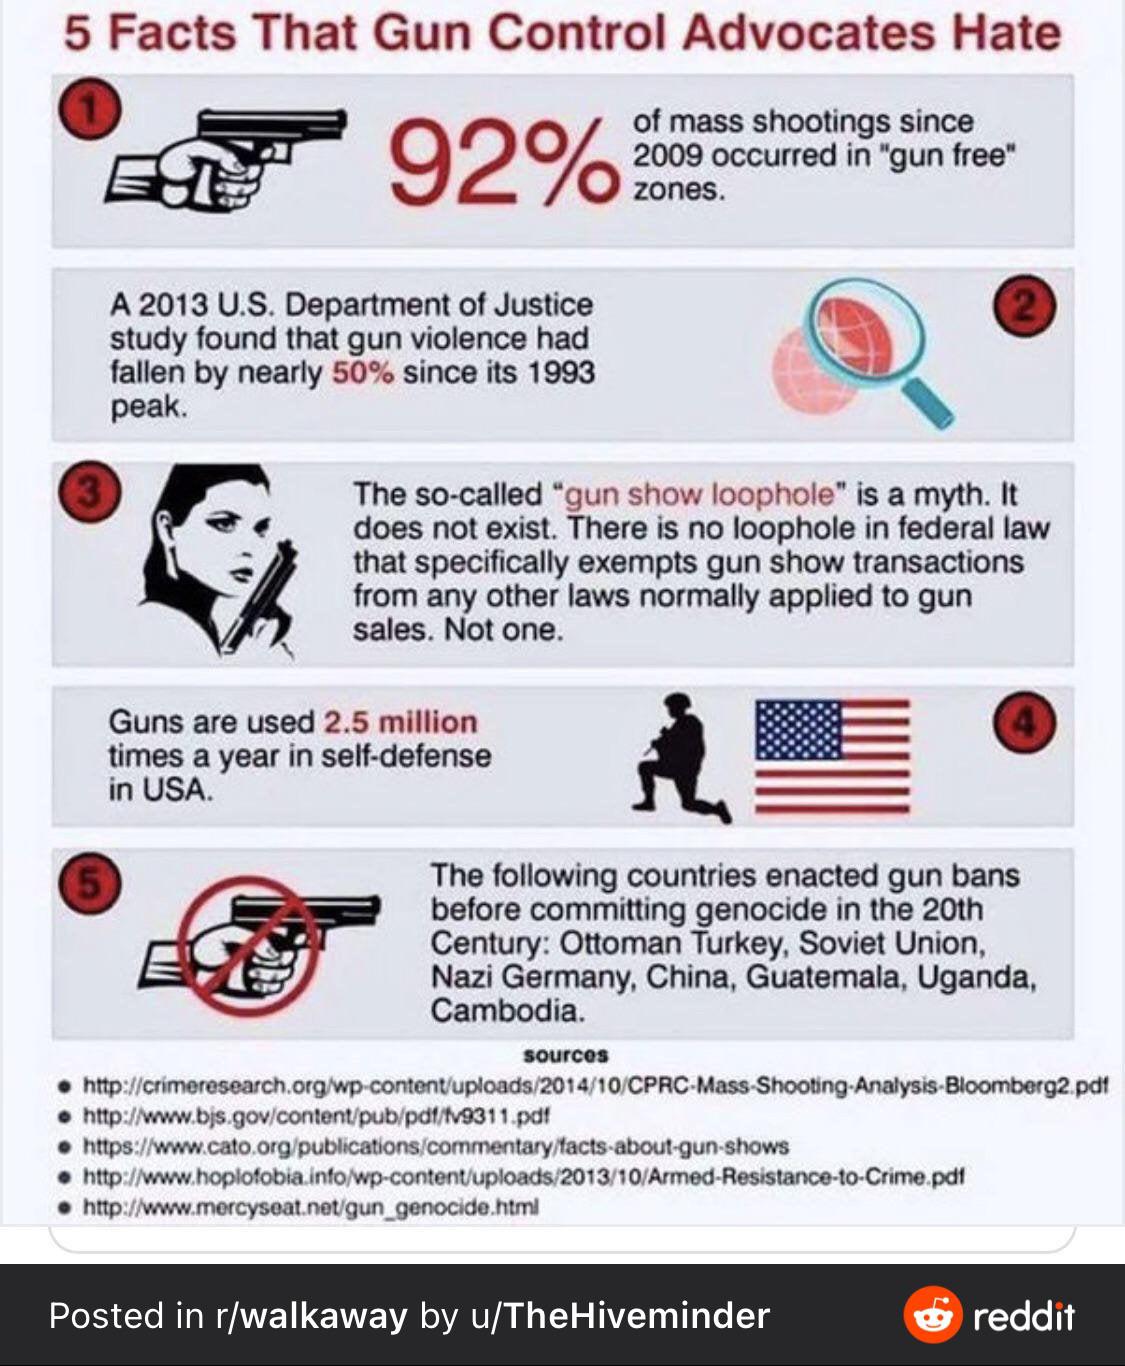 5 Facts That Gun Control Advocates Hate
1
92%
of mass shootings since
2009 occurred in "gun free"
zones.
A 2013 U.S. Department of Justice
study found that gun violence had
fallen by nearly 50% since its 1993
peak.
2
3
The so-called "gun show loophole" is a myth. It
does not exist. There is no loophole in federal law
that specifically exempts gun show transactions
from any other laws normally applied to gun
sales. Not one.
Guns are used 2.5 million
times a year in self-defense
in USA.
4
5
The following countries enacted gun bans
before committing genocide in the 20th
Century: Ottoman Turkey, Soviet Union,
Nazi Germany, China, Guatemala, Uganda,
Cambodia.
sources
• http://crimeresearch.org/wp-content/uploads/2014/10/CPRC-Mass-Shooting-Analysis-Bloomberg2.pdf
• http://www.bjs.gov/content/pub/pdf/fv9311.pdf
• https://www.cato.org/publications/commentary/facts-about-gun-shows
• http://www.hoplofobia.info/wp-content/uploads/2013/10/Armed-Resistance-to-Crime.pdf
• http://www.mercyseat.net/gun_genocide.html
Posted in r/walkaway by u/TheHiveminder
reddit